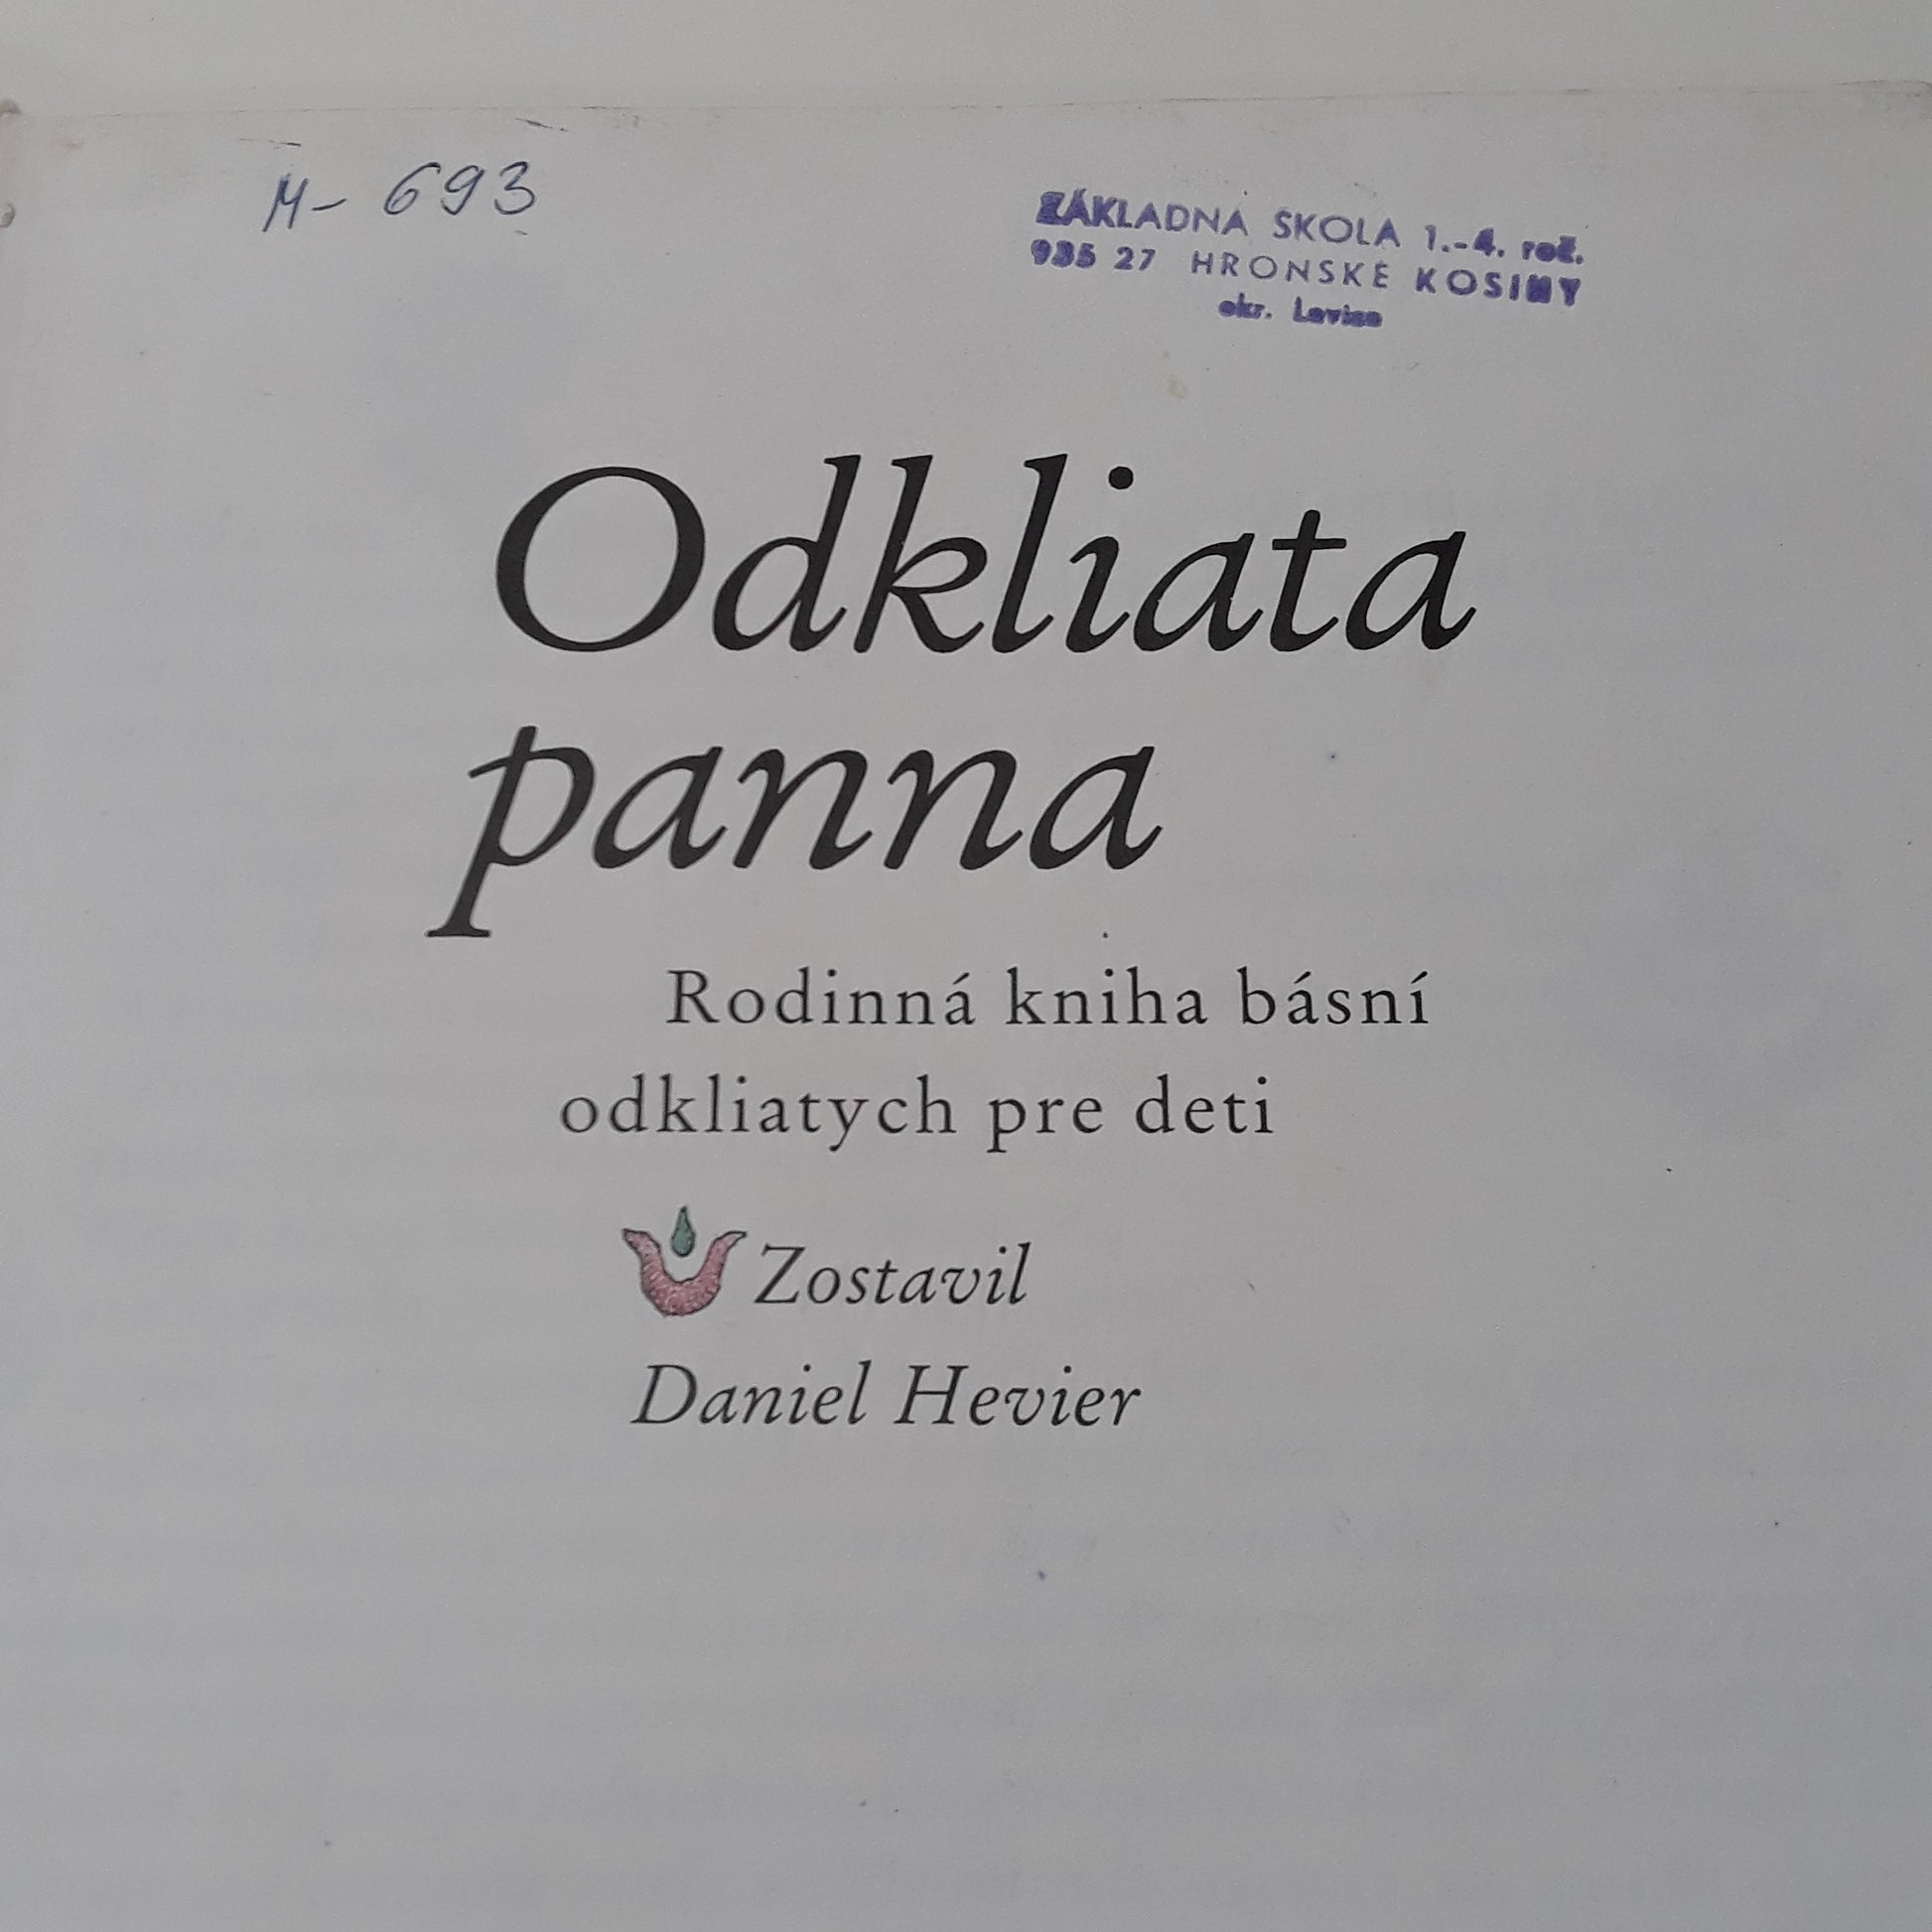 M- 693
ZÁKLADNÁ ŠKOLA 1.-4. roč.
935 27 HRONSKÉ KOSIHY
okr. Levice
Odkliata
panna
Rodinná kniha básní
odkliatych pre deti
Zostavil
Daniel Hevier